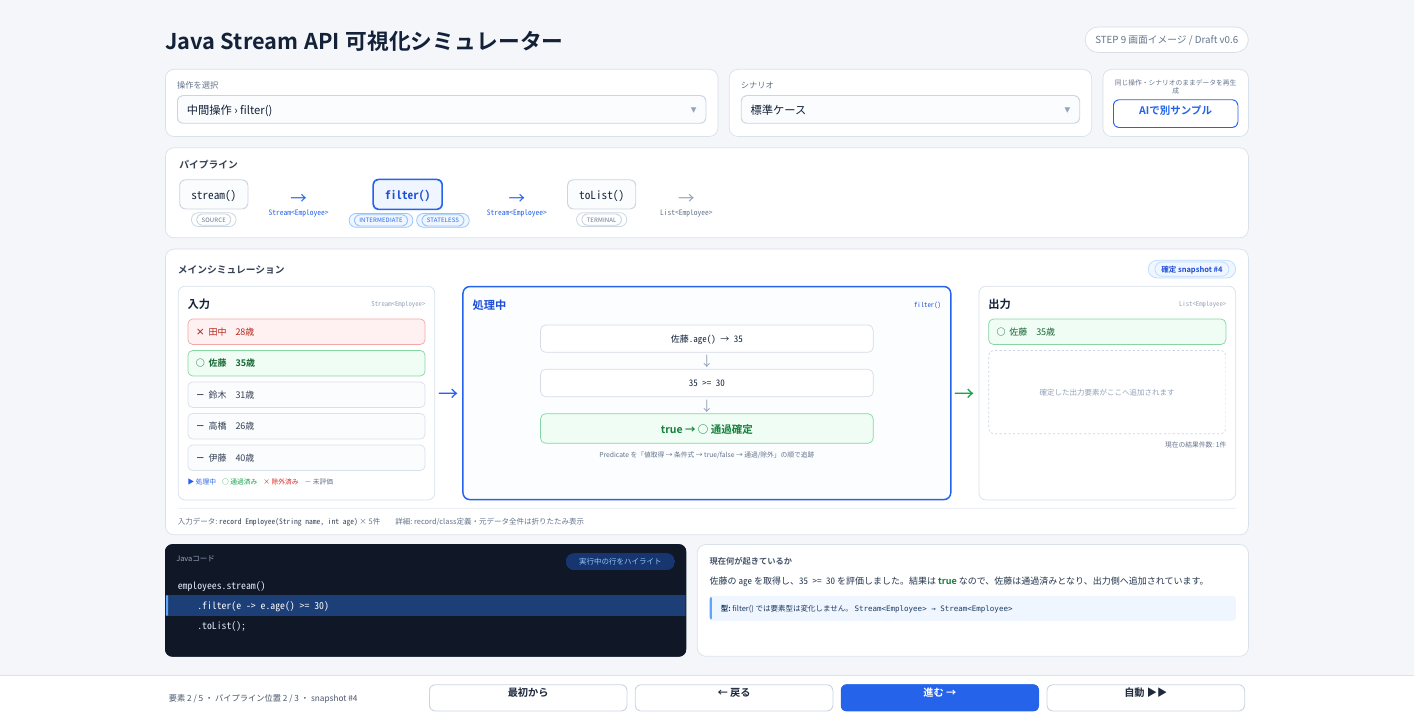 Java Stream API 可視化シミュレーター
STEP 9 画面イメージ / Draft v0.6
操作を選択
中間操作 › filter() ▼
シナリオ
標準ケース ▼
同じ操作・シナリオのままデータを再生
成
AIで別サンプル
パイプライン
stream()
SOURCE
→
Stream<Employee>
filter()
INTERMEDIATE
STATELESS
→
Stream<Employee>
toList()
TERMINAL
→
List<Employee>
メインシミュレーション
確定 snapshot #4
入力
Stream<Employee>
× 田中 28歳
○ 佐藤 35歳
— 鈴木 31歳
— 高橋 26歳
— 伊藤 40歳
▶ 処理中 ○ 通過済み × 除外済み — 未評価
→
処理中
filter()
佐藤.age() → 35
↓
35 >= 30
↓
true → ○ 通過確定
Predicate を「値取得 → 条件式 → true/false → 通過/除外」の順で追跡
→
出力
List<Employee>
○ 佐藤 35歳
確定した出力要素がここへ追加されます
現在の結果件数: 1件
入力データ: record Employee(String name, int age) × 5件 詳細: record/class定義・元データ全件は折りたたみ表示
Javaコード
実行中の行をハイライト
employees.stream()
.filter(e -> e.age() >= 30)
.toList();
現在何が起きているか
佐藤の age を取得し、35 >= 30 を評価しました。結果は true なので、佐藤は通過済みとなり、出力側へ追加されています。
型: filter() では要素型は変化しません。 Stream<Employee> → Stream<Employee>
要素 2 / 5 ・ パイプライン位置 2 / 3 ・ snapshot #4
最初から
← 戻る
進む →
自動 ▶▶